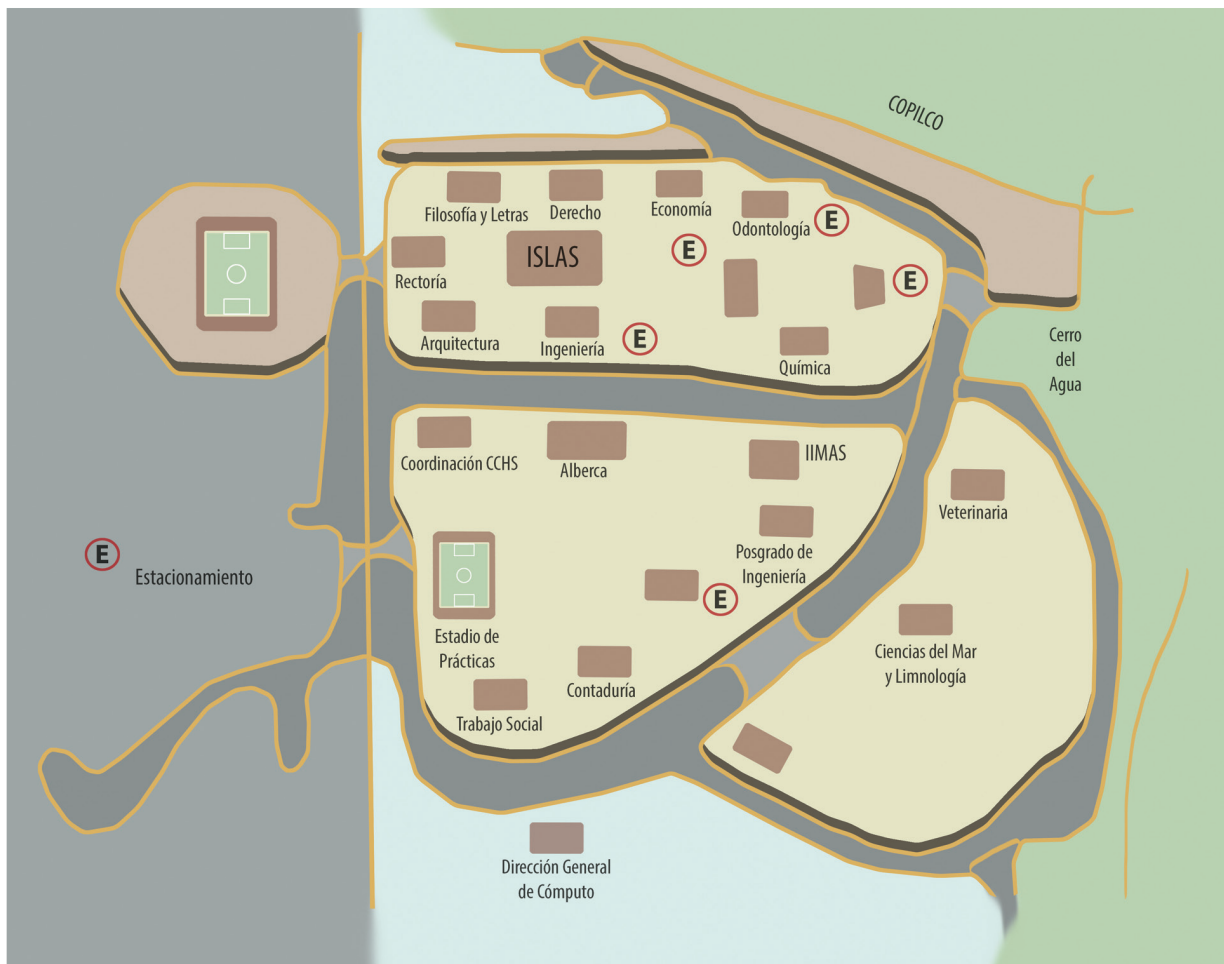 COPILCO
Filosofía y Letras
Derecho
Economía
Odontología
E
E
ISLAS
Rectoría
E
Arquitectura
Ingeniería
E
Química
Cerro
del
Agua
Coordinación CCHS
Alberca
IIMAS
Veterinaria
Posgrado de
Ingeniería
E
Estacionamiento
E
Estadio de
Prácticas
Contaduría
Ciencias del Mar
y Limnología
Trabajo Social
Dirección General
de Cómputo